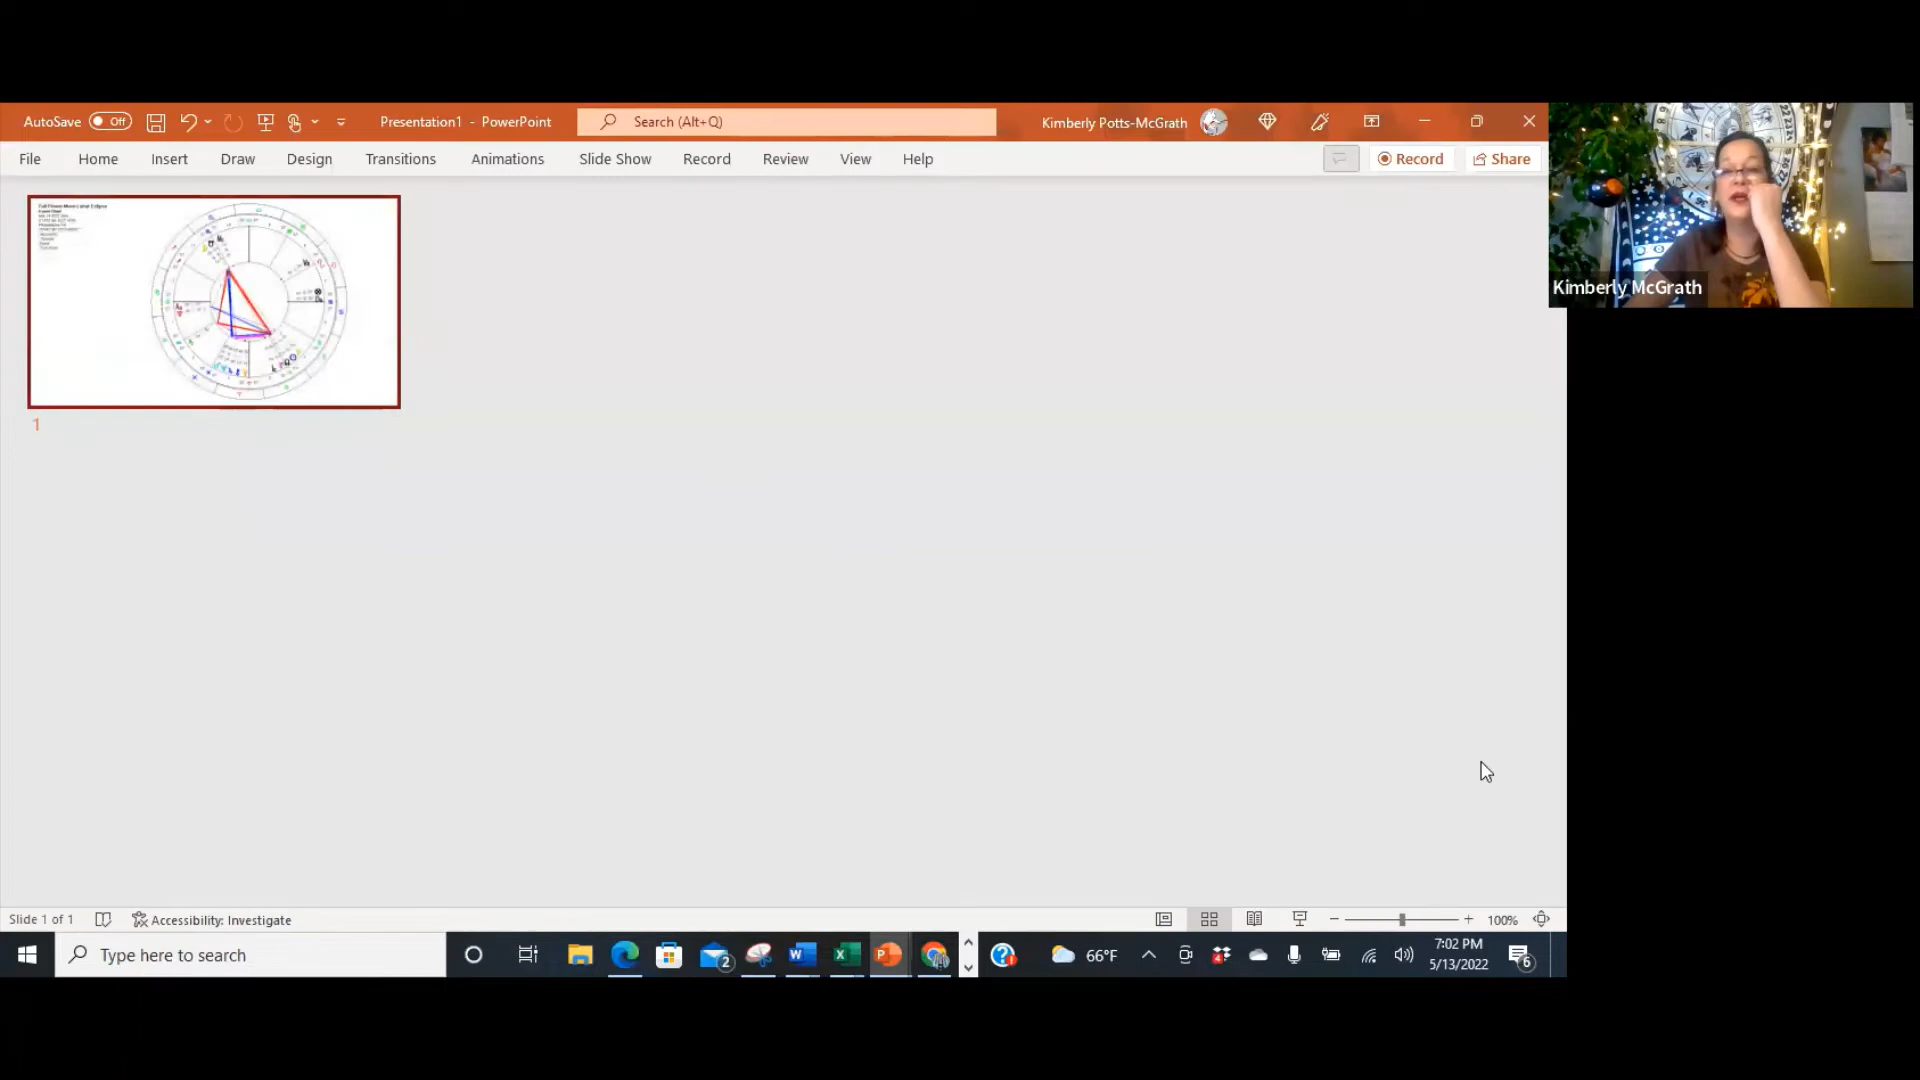 AutoSave Off Presentation1 - PowerPoint Search (Alt+Q) Kimberly Potts-McGrath
File Home Insert Draw Design Transitions Animations Slide Show Record Review View Help Record Share
Kimberly McGrath
1
Slide 1 of 1 Accessibility: Investigate 100%
Type here to search 2 66°F 7:02 PM
5/13/2022 6